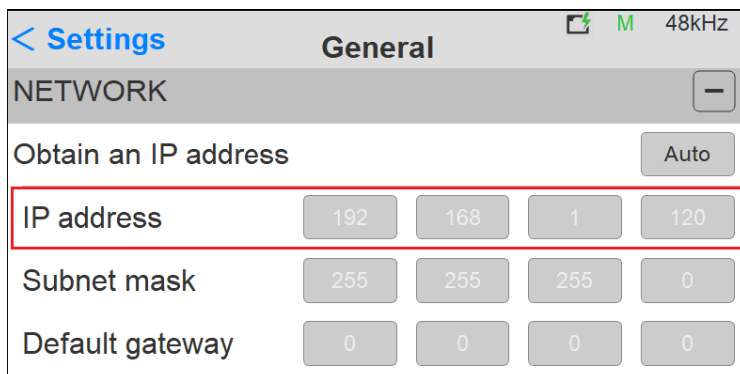 < Settings General M 48kHz
NETWORK −
Obtain an IP address Auto
IP address 192 168 1 120
Subnet mask 255 255 255 0
Default gateway 0 0 0 0